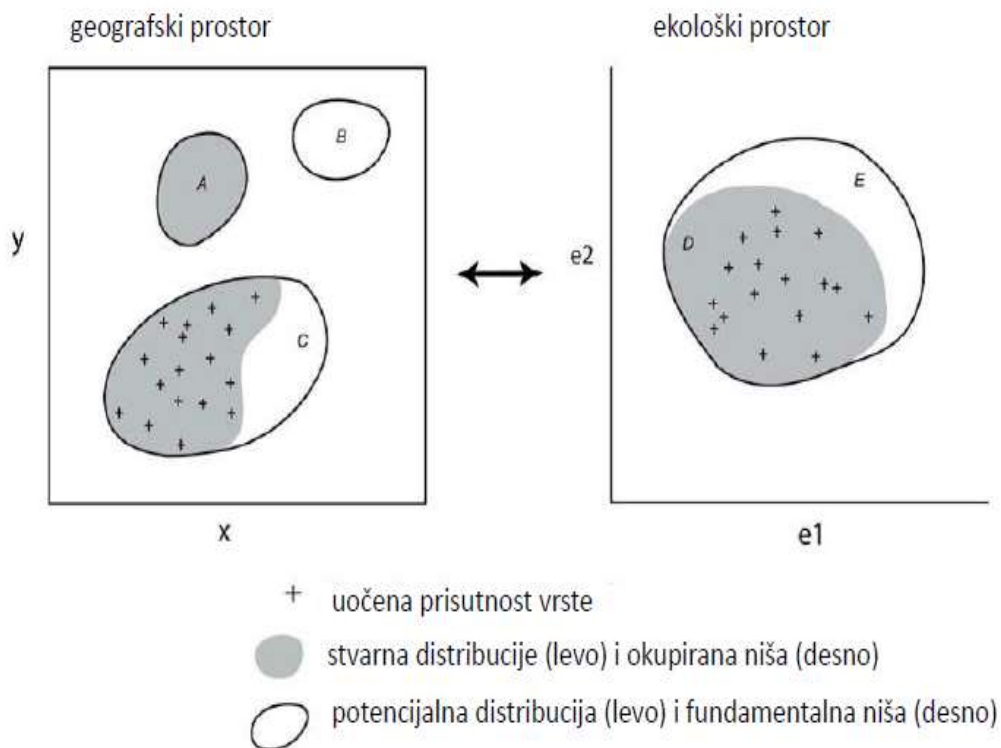 geografski prostor
ekološki prostor
A
B
C
y
x
D
E
e2
e1
+ uočena prisutnost vrste
stvarna distribucije (levo) i okupirana niša (desno)
potencijalna distribucija (levo) i fundamentalna niša (desno)